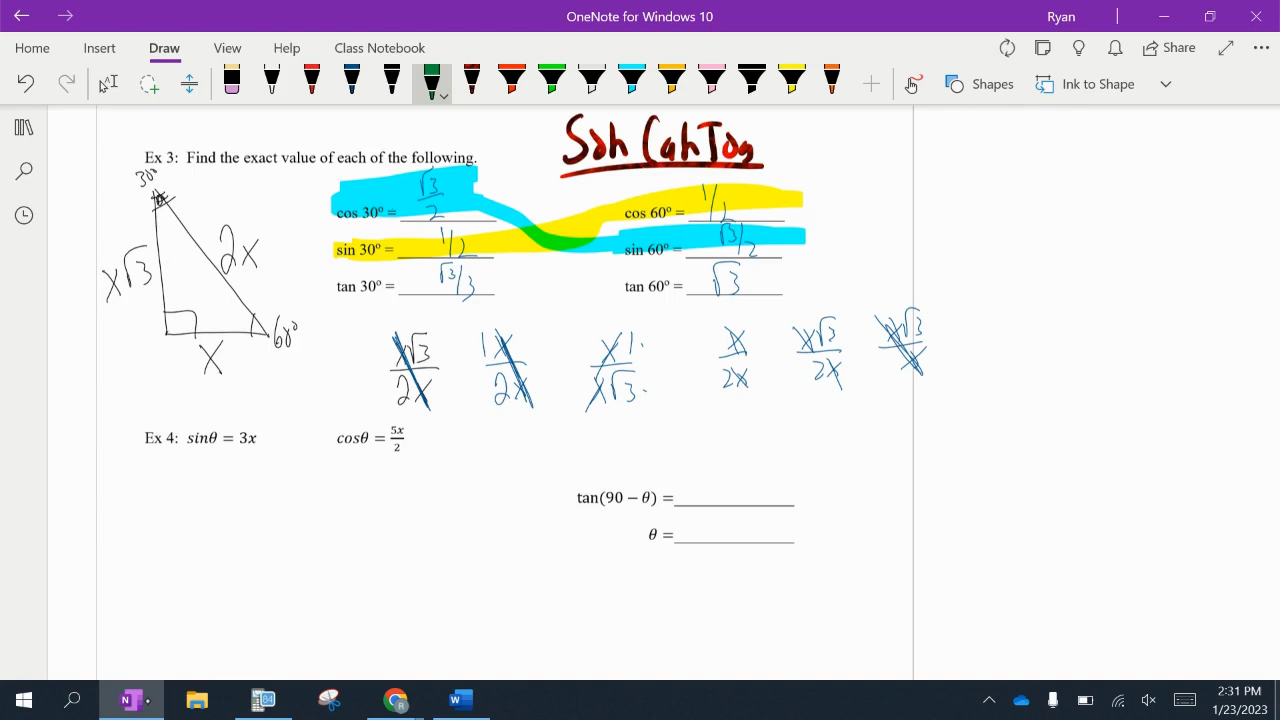 OneNote for Windows 10
Ryan
Home Insert Draw View Help Class Notebook
Share
Shapes
Ink to Shape
Soh Cah Toa
Ex 3: Find the exact value of each of the following.
30°
cos 30° = √3/2
cos 60° = 1/2
sin 30° = 1/2
sin 60° = √3/2
tan 30° = √3/3
tan 60° = √3
x√3
2x
60°
x
x√3/2x 1x/2x x1/x√3 x/2x x√3/2x x√3/x
Ex 4: sinθ = 3x cosθ = 5x/2
tan(90 − θ) =
θ =
84
2:31 PM
1/23/2023